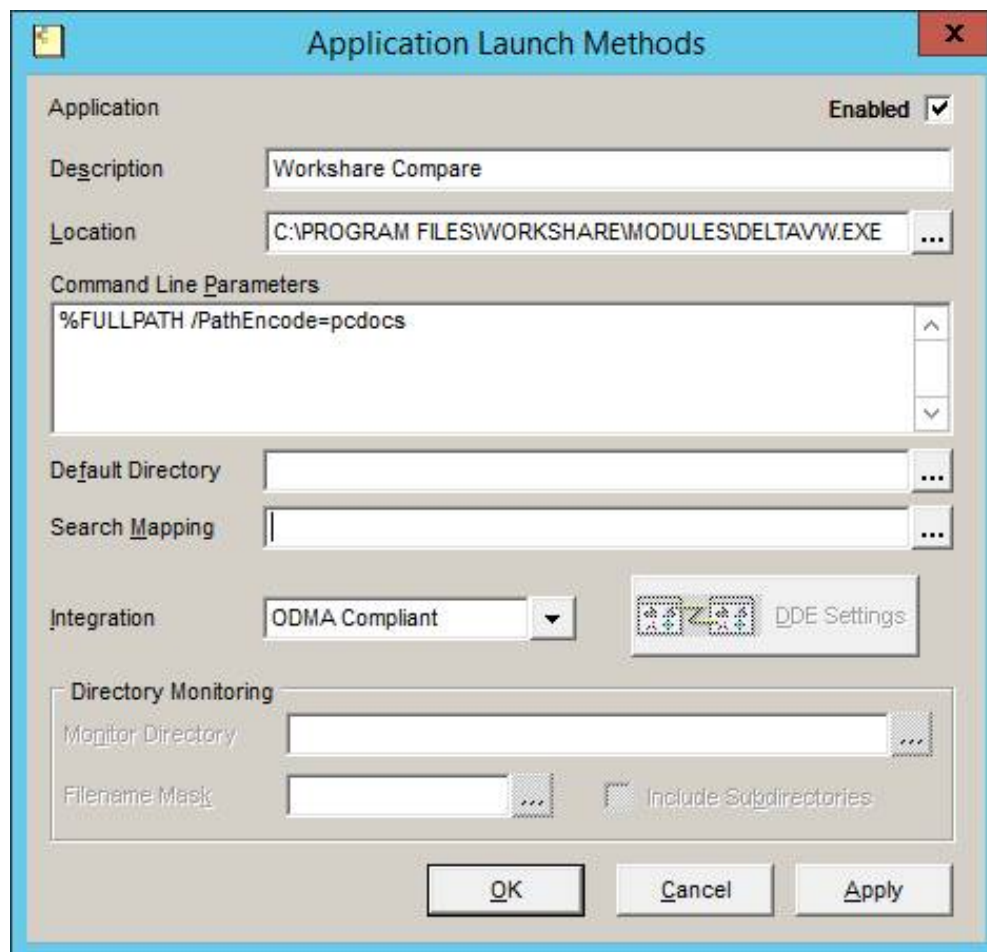 Application Launch Methods
x
Application
Enabled
Description
Workshare Compare
Location
C:\PROGRAM FILES\WORKSHARE\MODULES\DELTAVW.EXE
...
Command Line Parameters
%FULLPATH /PathEncode=pcdocs
Default Directory
...
Search Mapping
...
Integration
ODMA Compliant
DDE Settings
Directory Monitoring
Monitor Directory
...
Filename Mask
...
Include Subdirectories
OK
Cancel
Apply